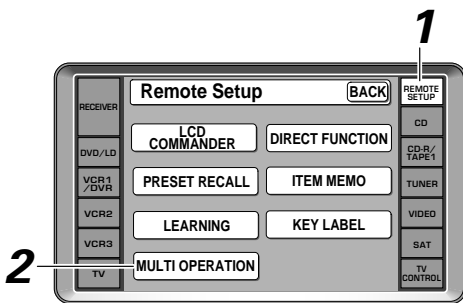 1
Remote Setup
BACK
REMOTE
SETUP
RECEIVER
LCD
COMMANDER
DIRECT FUNCTION
CD
DVD/LD
CD-R/
TAPE1
VCR1
/DVR
PRESET RECALL
ITEM MEMO
TUNER
VCR2
LEARNING
KEY LABEL
VIDEO
VCR3
SAT
2
TV
MULTI OPERATION
TV
CONTROL